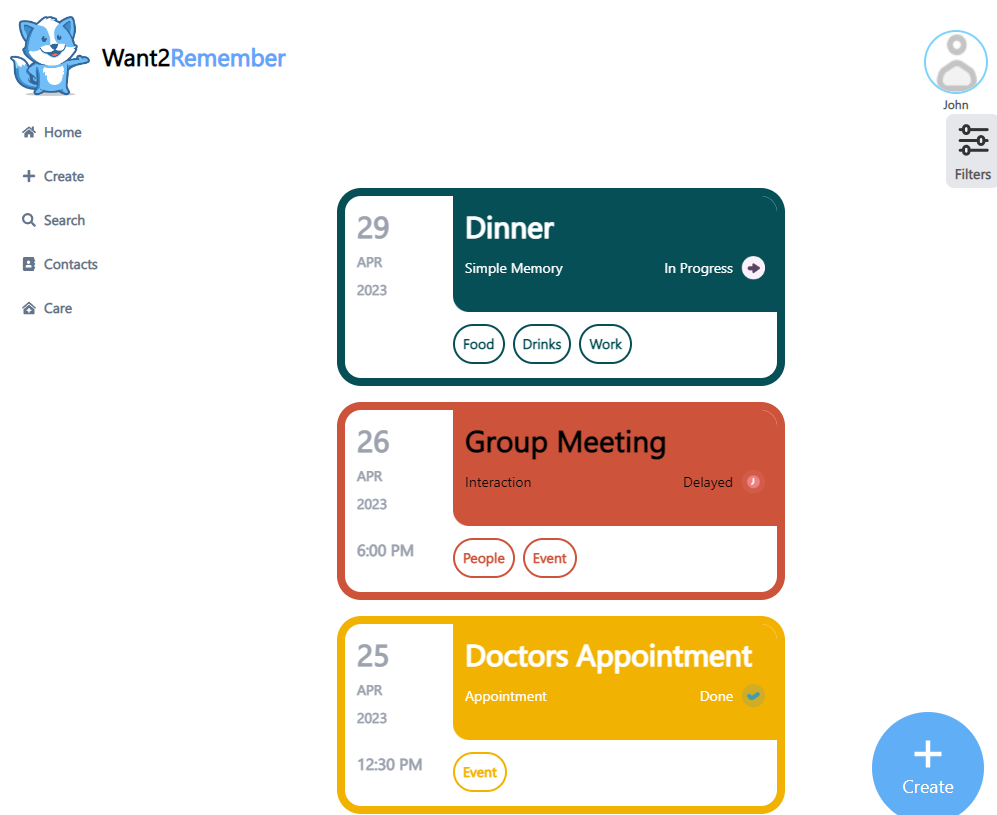 Want2Remember
John
Home
Create
Search
Contacts
Care
Filters
29
APR
2023
Dinner
Simple Memory
In Progress
Food
Drinks
Work
26
APR
2023
6:00 PM
Group Meeting
Interaction
Delayed
People
Event
25
APR
2023
12:30 PM
Doctors Appointment
Appointment
Done
Event
Create